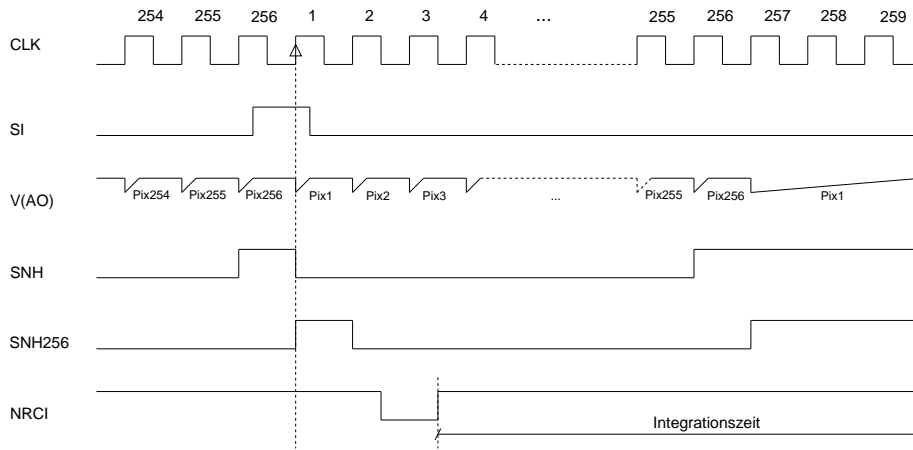 254 255 256 1 2 3 4 ... 255 256 257 258 259
CLK
SI
V(AO) Pix254 Pix255 Pix256 Pix1 Pix2 Pix3 ... Pix255 Pix256 Pix1
SNH
SNH256
NRCI
Integrationszeit